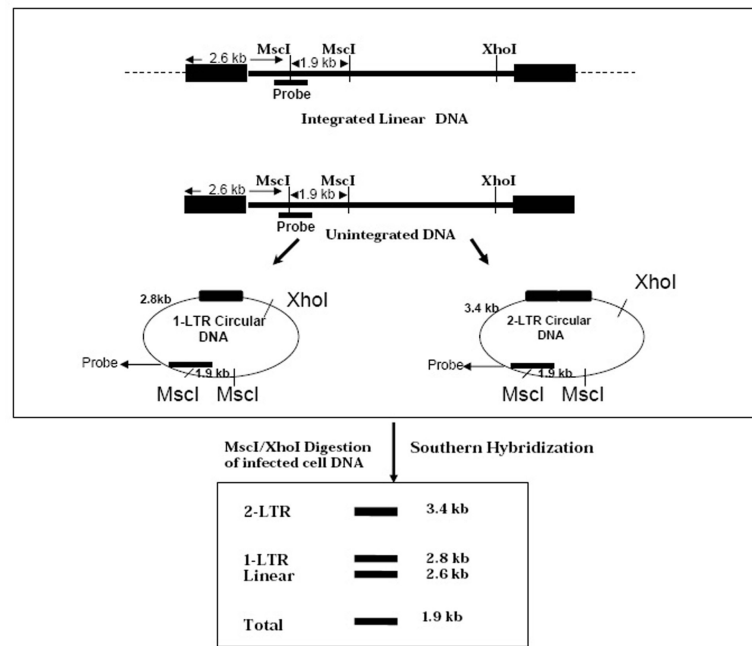 MscI MscI XhoI
2.6 kb 1.9 kb
Probe
Integrated Linear DNA
MscI MscI XhoI
2.6 kb 1.9 kb
Probe
Unintegrated DNA
2.8kb XhoI
1-LTR Circular
DNA
Probe
1.9 kb
MscI MscI
3.4 kb XhoI
2-LTR Circular
DNA
Probe
1.9 kb
MscI MscI
MscI/XhoI Digestion
of infected cell DNA
Southern Hybridization
2-LTR 3.4 kb
1-LTR 2.8 kb
Linear 2.6 kb
Total 1.9 kb